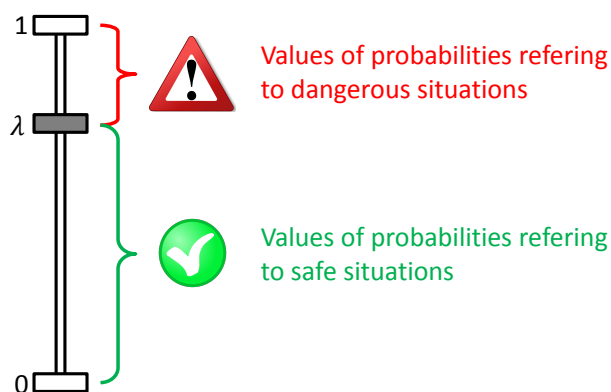 1
Values of probabilities refering
to dangerous situations
λ
Values of probabilities refering
to safe situations
0